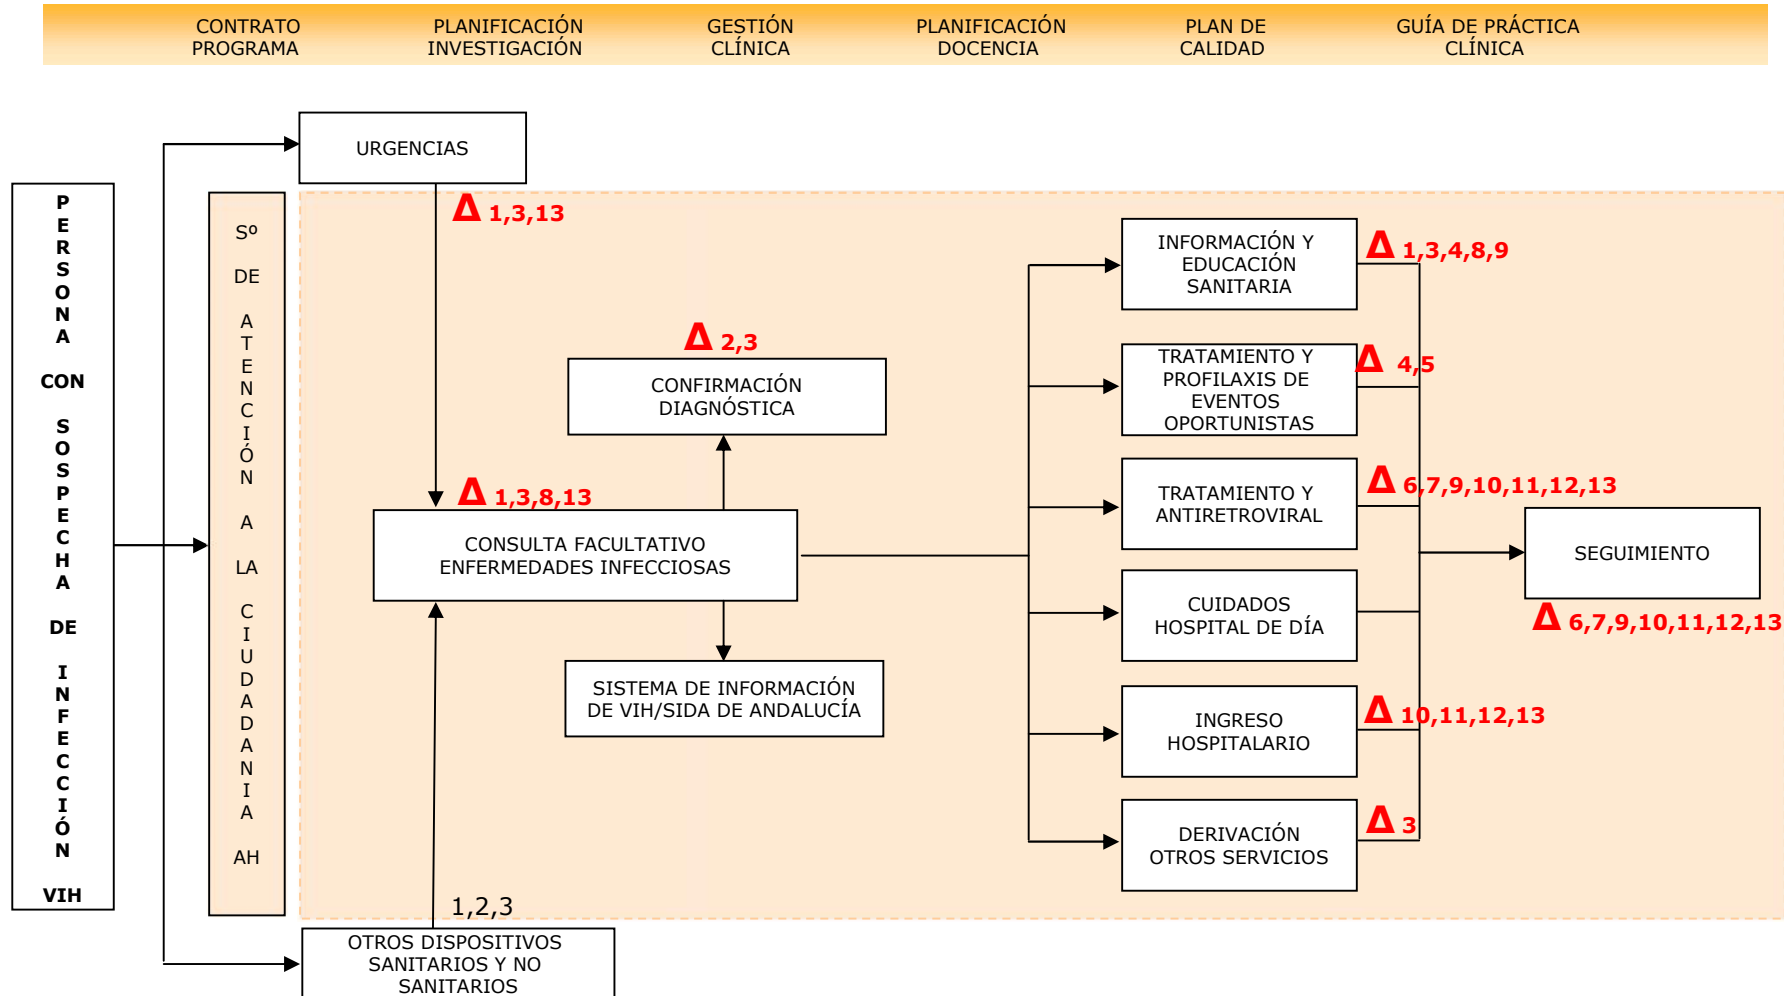 CONTRATO
PROGRAMA
PLANIFICACIÓN
INVESTIGACIÓN
GESTIÓN
CLÍNICA
PLANIFICACIÓN
DOCENCIA
PLAN DE
CALIDAD
GUÍA DE PRÁCTICA
CLÍNICA
PERSONA CON SOSPECHA DE INFECCIÓN VIH
Sº DE ATENCIÓN A LA CIUDADANIA AH
URGENCIAS
Δ 1,3,13
Δ 2,3
CONFIRMACIÓN
DIAGNÓSTICA
Δ 1,3,8,13
CONSULTA FACULTATIVO
ENFERMEDADES INFECCIOSAS
SISTEMA DE INFORMACIÓN
DE VIH/SIDA DE ANDALUCÍA
1,2,3
OTROS DISPOSITIVOS
SANITARIOS Y NO
SANITARIOS
INFORMACIÓN Y
EDUCACIÓN
SANITARIA
Δ 1,3,4,8,9
TRATAMIENTO Y
PROFILAXIS DE
EVENTOS
OPORTUNISTAS
Δ 4,5
TRATAMIENTO Y
ANTIRETROVIRAL
Δ 6,7,9,10,11,12,13
CUIDADOS
HOSPITAL DE DÍA
INGRESO
HOSPITALARIO
Δ 10,11,12,13
DERIVACIÓN
OTROS SERVICIOS
Δ 3
SEGUIMIENTO
Δ 6,7,9,10,11,12,13